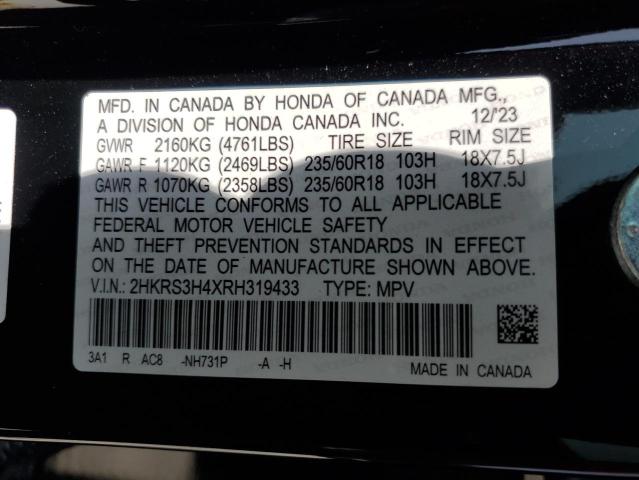 MFD. IN CANADA BY HONDA OF CANADA MFG.,
A DIVISION OF HONDA CANADA INC. 12/'23
GVWR 2160KG (4761LBS) TIRE SIZE RIM SIZE
GAWR F 1120KG (2469LBS) 235/60R18 103H 18X7.5J
GAWR R 1070KG (2358LBS) 235/60R18 103H 18X7.5J
THIS VEHICLE CONFORMS TO ALL APPLICABLE
FEDERAL MOTOR VEHICLE SAFETY
AND THEFT PREVENTION STANDARDS IN EFFECT
ON THE DATE OF MANUFACTURE SHOWN ABOVE.
V.I.N.: 2HKRS3H4XRH319433 TYPE: MPV
3A1 R AC8 -NH731P -A -H MADE IN CANADA